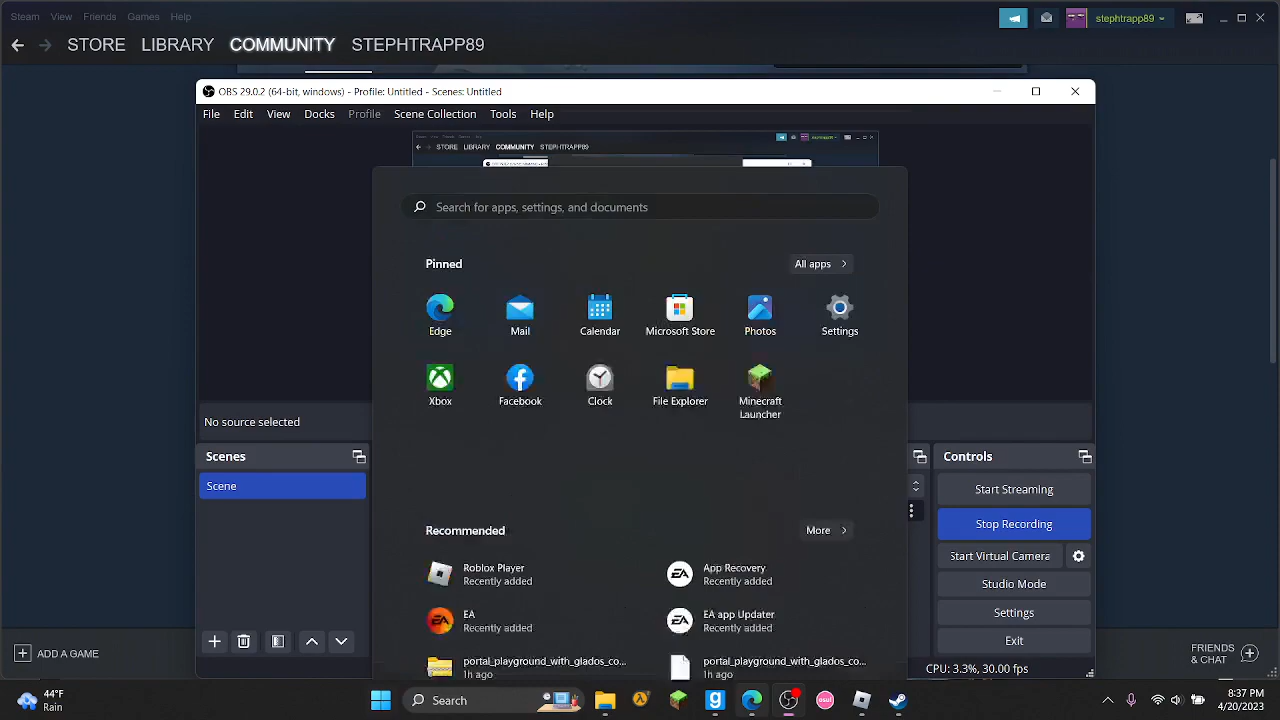 Steam View Friends Games Help
stephtrapp89
STORE LIBRARY COMMUNITY STEPHTRAPP89
OBS 29.0.2 (64-bit, windows) - Profile: Untitled - Scenes: Untitled
File Edit View Docks Profile Scene Collection Tools Help
STORE LIBRARY COMMUNITY STEPHTRAPP89
Search for apps, settings, and documents
Pinned
All apps
Edge Mail Calendar Microsoft Store Photos Settings
Xbox Facebook Clock File Explorer Minecraft
Launcher
No source selected
Scenes
Scene
Recommended
More
Roblox Player
Recently added
App Recovery
Recently added
EA
Recently added
EA app Updater
Recently added
portal_playground_with_glados_co...
1h ago
portal_playground_with_glados_co...
1h ago
Controls
Start Streaming
Stop Recording
Start Virtual Camera
Studio Mode
Settings
Exit
CPU: 3.3%, 30.00 fps
ADD A GAME
FRIENDS
& CHAT
44°F
Rain
Search
osu!
8:37 PM
4/20/2023